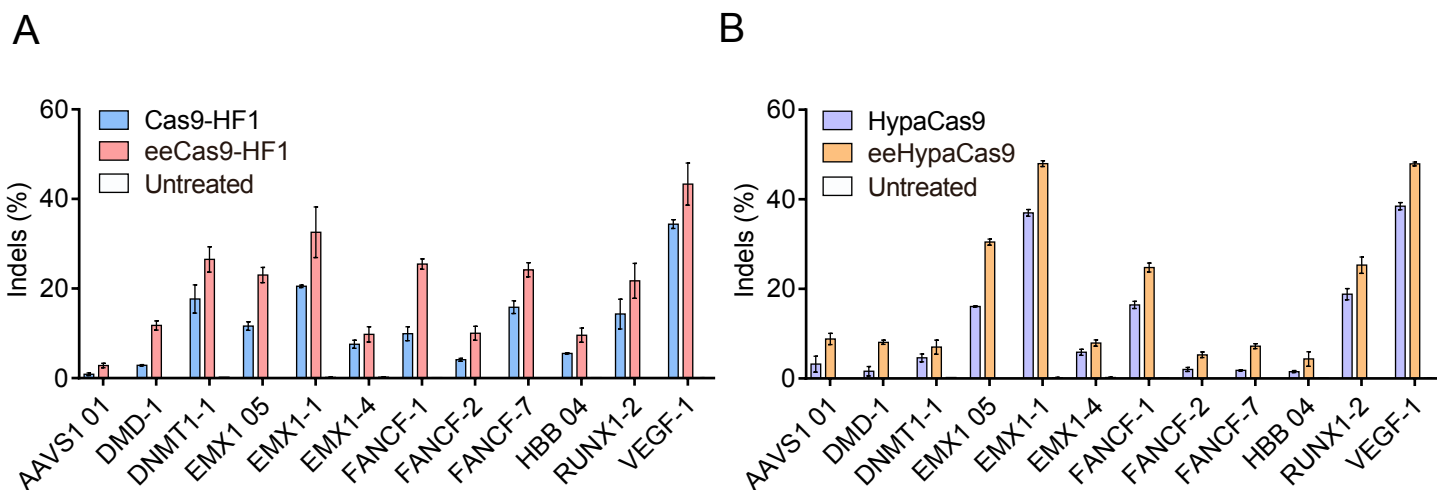 A
Indels (%)
60
40
20
0
Cas9-HF1
eeCas9-HF1
Untreated
AAVS1 01
DMD-1
DNMT1-1
EMX1 05
EMX1-1
EMX1-4
FANCF-1
FANCF-2
FANCF-7
HBB 04
RUNX1-2
VEGF-1
B
Indels (%)
60
40
20
0
HypaCas9
eeHypaCas9
Untreated
AAVS1 01
DMD-1
DNMT1-1
EMX1 05
EMX1-1
EMX1-4
FANCF-1
FANCF-2
FANCF-7
HBB 04
RUNX1-2
VEGF-1